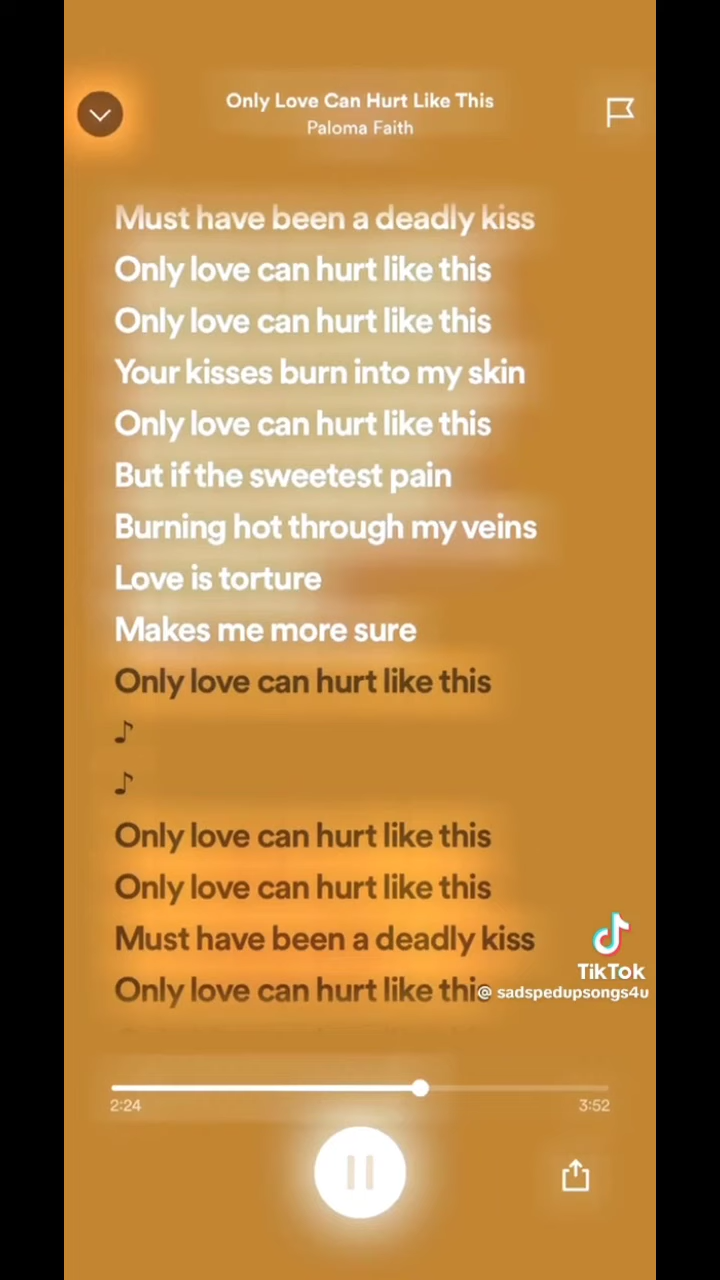 Only Love Can Hurt Like This
Paloma Faith
Must have been a deadly kiss
Only love can hurt like this
Only love can hurt like this
Your kisses burn into my skin
Only love can hurt like this
But if the sweetest pain
Burning hot through my veins
Love is torture
Makes me more sure
Only love can hurt like this
♪
♪
Only love can hurt like this
Only love can hurt like this
Must have been a deadly kiss
Only love can hurt like this
TikTok
@ sadspedupsongs4u
2:24
3:52